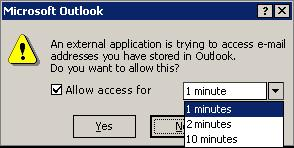 Microsoft Outlook
An external application is trying to access e-mail
addresses you have stored in Outlook.
Do you want to allow this?
Allow access for 1 minute
1 minutes
2 minutes
10 minutes
Yes